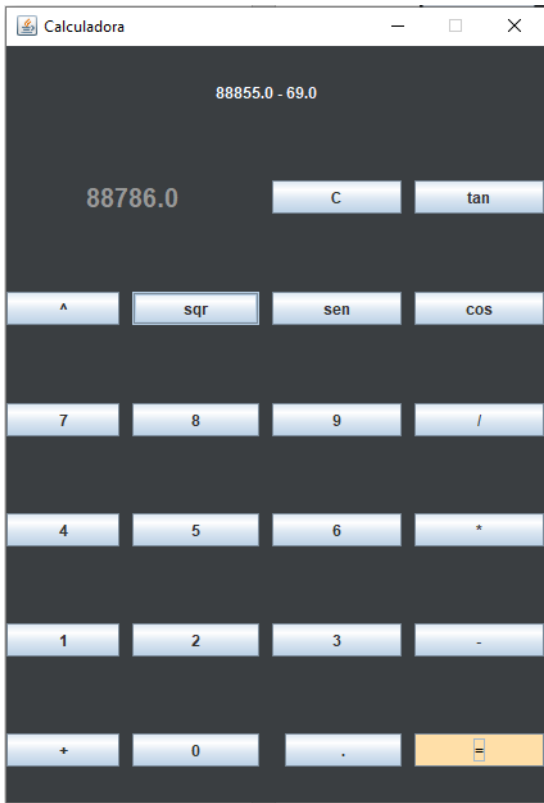 Calculadora
88855.0 - 69.0
88786.0 C tan
^ sqr sen cos
7 8 9 /
4 5 6 *
1 2 3 -
+ 0 . =